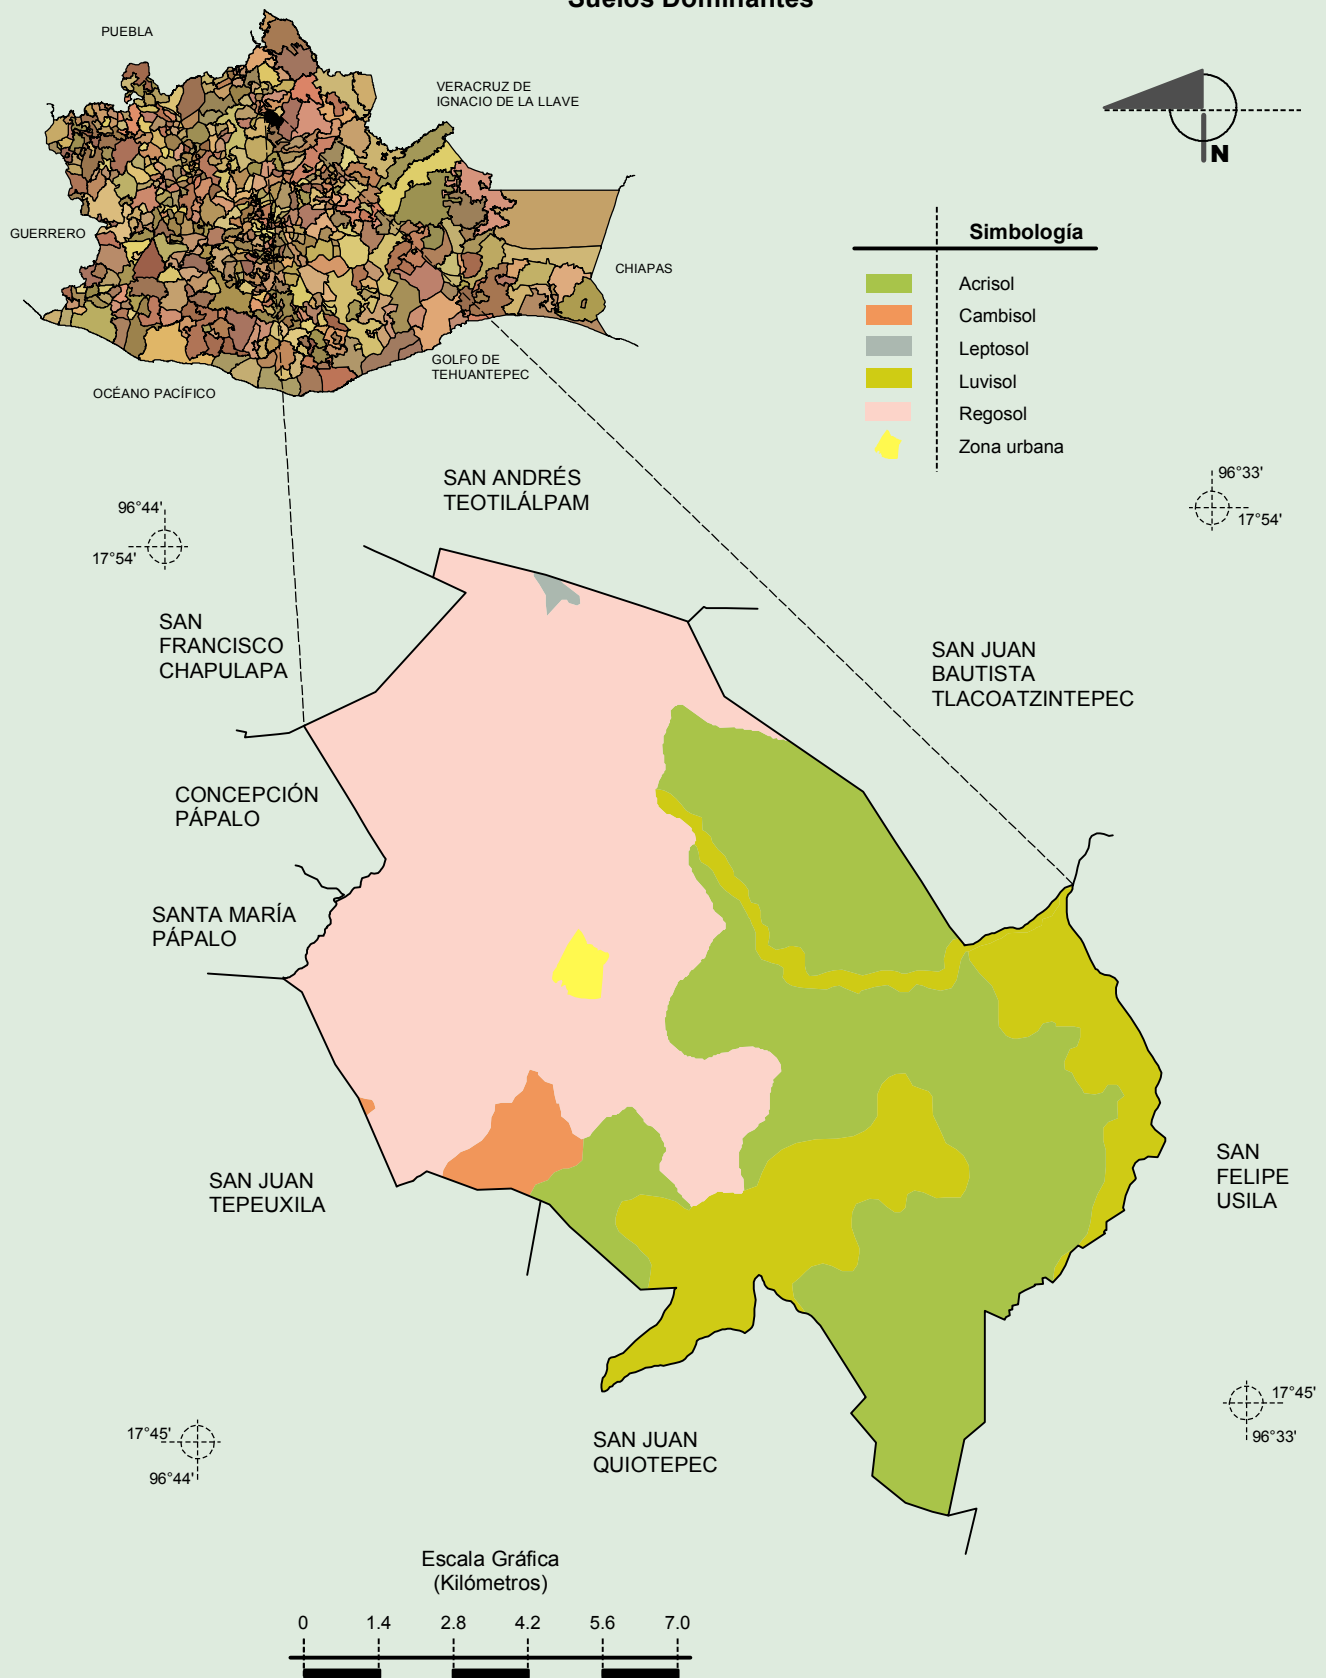 Suelos Dominantes
PUEBLA
VERACRUZ DE
IGNACIO DE LA LLAVE
GUERRERO
CHIAPAS
GOLFO DE
TEHUANTEPEC
OCÉANO PACÍFICO
N
Simbología
Acrisol
Cambisol
Leptosol
Luvisol
Regosol
Zona urbana
96°44'
17°54'
96°33'
17°54'
SAN ANDRÉS
TEOTILÁLPAM
SAN
FRANCISCO
CHAPULAPA
SAN JUAN
BAUTISTA
TLACOATZINTEPEC
CONCEPCIÓN
PÁPALO
SANTA MARÍA
PÁPALO
SAN JUAN
TEPEUXILA
SAN
FELIPE
USILA
SAN JUAN
QUIOTEPEC
17°45'
96°44'
17°45'
96°33'
Escala Gráfica
(Kilómetros)
0 1.4 2.8 4.2 5.6 7.0